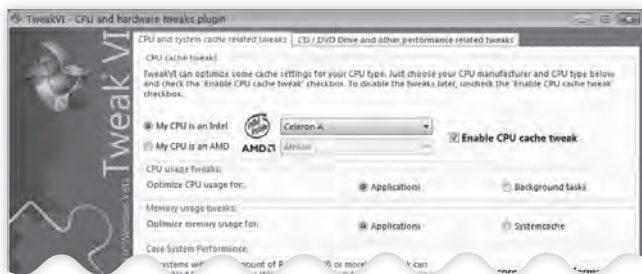 TweakVI - CPU and hardware tweaks plugin
CPU and system cache related tweaks
CD / DVD Drive and other performance related tweaks
CPU cache tweaks:
TweakVI can optimize some cache settings for your CPU type. Just choose your CPU manufacturer and CPU type below
and check the 'Enable CPU cache tweak' checkbox. To disable the tweaks later, uncheck the 'Enable CPU cache tweak'
checkbox.
My CPU is an Intel
Celeron A
Enable CPU cache tweak
My CPU is an AMD
AMD
CPU usage tweaks:
Optimize CPU usage for:
Applications
Background tasks
Memory usage tweaks:
Optimize memory usage for:
Applications
Systemcache
Core System Performance:
Tweak VI